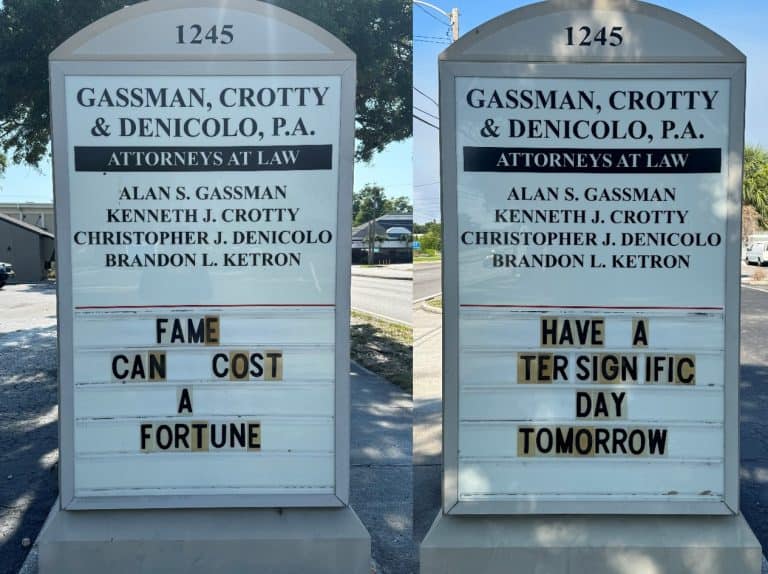 1245
GASSMAN, CROTTY
& DENICOLO, P.A.
ATTORNEYS AT LAW
ALAN S. GASSMAN
KENNETH J. CROTTY
CHRISTOPHER J. DENICOLO
BRANDON L. KETRON
FAME
CAN COST
A
FORTUNE
1245
GASSMAN, CROTTY
& DENICOLO, P.A.
ATTORNEYS AT LAW
ALAN S. GASSMAN
KENNETH J. CROTTY
CHRISTOPHER J. DENICOLO
BRANDON L. KETRON
HAVE A
TER SIGNIFIC
DAY
TOMORROW